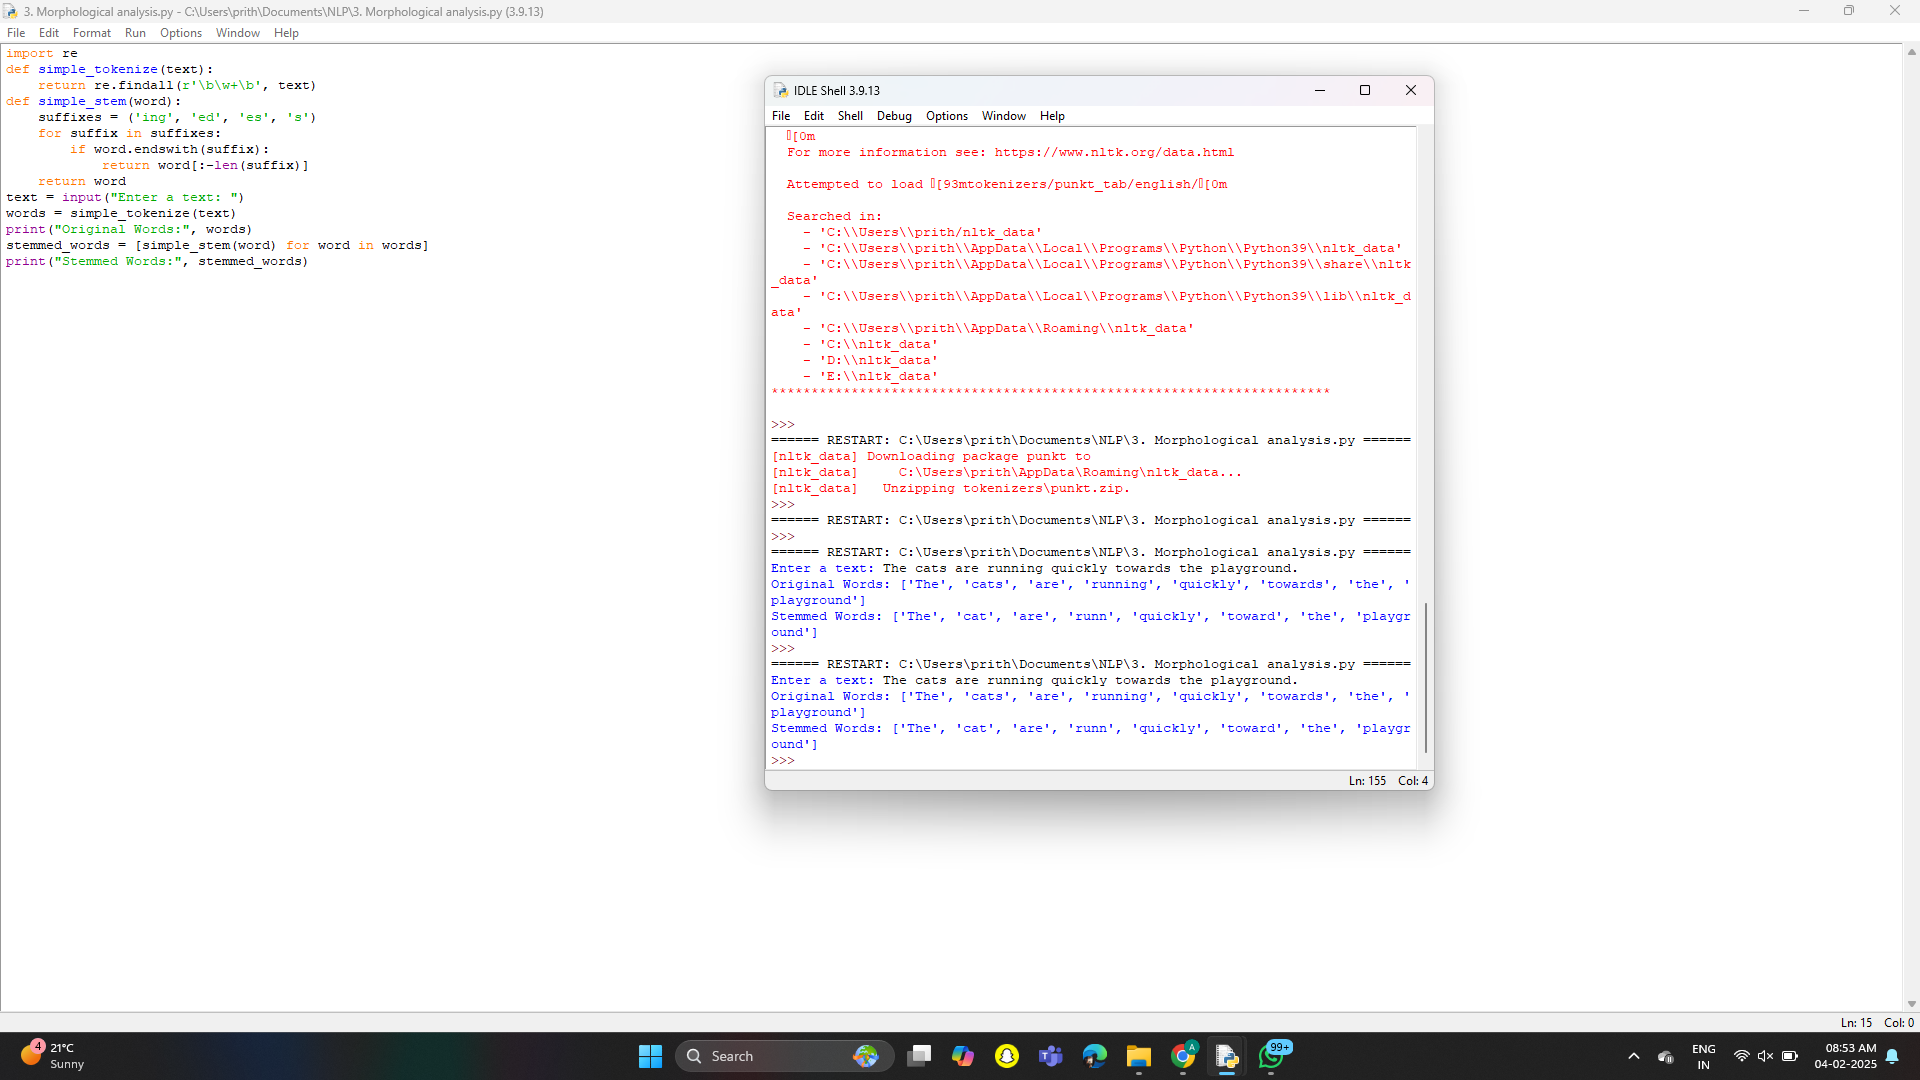 3. Morphological analysis.py - C:\Users\prith\Documents\NLP\3. Morphological analysis.py (3.9.13)
File Edit Format Run Options Window Help
import re
def simple_tokenize(text):
    return re.findall(r'\b\w+\b', text)
def simple_stem(word):
    suffixes = ('ing', 'ed', 'es', 's')
    for suffix in suffixes:
        if word.endswith(suffix):
            return word[:-len(suffix)]
    return word
text = input("Enter a text: ")
words = simple_tokenize(text)
print("Original Words:", words)
stemmed_words = [simple_stem(word) for word in words]
print("Stemmed Words:", stemmed_words)
IDLE Shell 3.9.13
File Edit Shell Debug Options Window Help
[0m
For more information see: https://www.nltk.org/data.html
Attempted to load [93mtokenizers/punkt_tab/english/[0m
Searched in:
- 'C:\\Users\\prith/nltk_data'
- 'C:\\Users\\prith\\AppData\\Local\\Programs\\Python\\Python39\\nltk_data'
- 'C:\\Users\\prith\\AppData\\Local\\Programs\\Python\\Python39\\share\\nltk
_data'
- 'C:\\Users\\prith\\AppData\\Local\\Programs\\Python\\Python39\\lib\\nltk_d
ata'
- 'C:\\Users\\prith\\AppData\\Roaming\\nltk_data'
- 'C:\\nltk_data'
- 'D:\\nltk_data'
- 'E:\\nltk_data'
**********************************************************************
>>>
====== RESTART: C:\Users\prith\Documents\NLP\3. Morphological analysis.py ======
[nltk_data] Downloading package punkt to
[nltk_data]     C:\Users\prith\AppData\Roaming\nltk_data...
[nltk_data]   Unzipping tokenizers\punkt.zip.
>>>
====== RESTART: C:\Users\prith\Documents\NLP\3. Morphological analysis.py ======
>>>
====== RESTART: C:\Users\prith\Documents\NLP\3. Morphological analysis.py ======
Enter a text: The cats are running quickly towards the playground.
Original Words: ['The', 'cats', 'are', 'running', 'quickly', 'towards', 'the', '
playground']
Stemmed Words: ['The', 'cat', 'are', 'runn', 'quickly', 'toward', 'the', 'playgr
ound']
>>>
====== RESTART: C:\Users\prith\Documents\NLP\3. Morphological analysis.py ======
Enter a text: The cats are running quickly towards the playground.
Original Words: ['The', 'cats', 'are', 'running', 'quickly', 'towards', 'the', '
playground']
Stemmed Words: ['The', 'cat', 'are', 'runn', 'quickly', 'toward', 'the', 'playgr
ound']
>>>
Ln: 155 Col: 4
Ln: 15 Col: 0
4
21°C
Sunny
Search
A
99+
ENG
IN
08:53 AM
04-02-2025